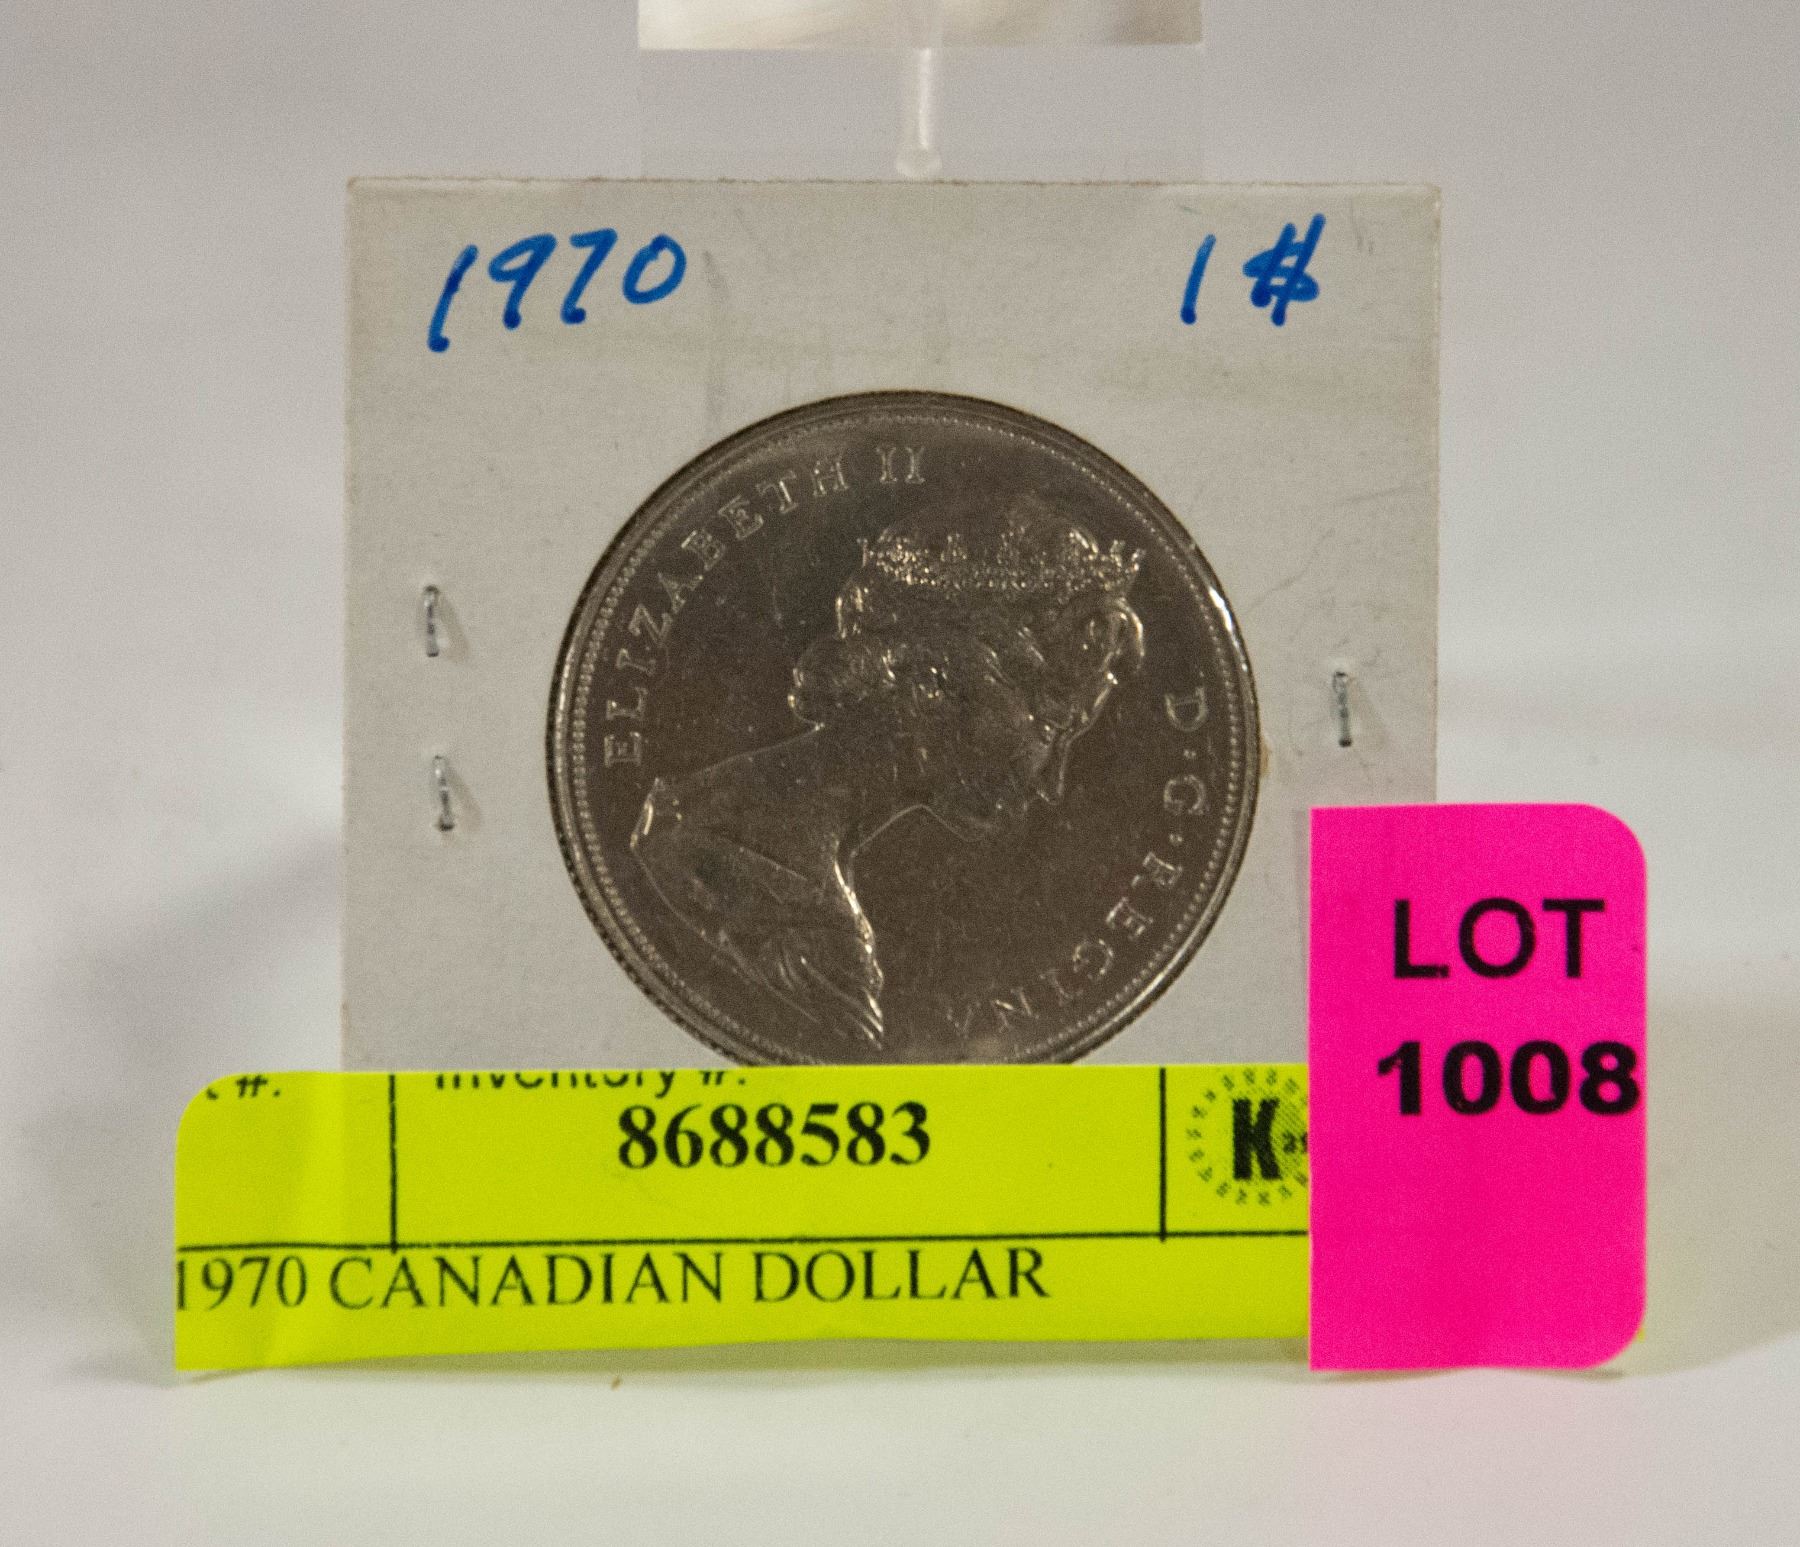 1970 1$
ELIZABETH II D·G·REGINA
LOT
1008
t #: Inventory #:
8688583
K
1970 CANADIAN DOLLAR